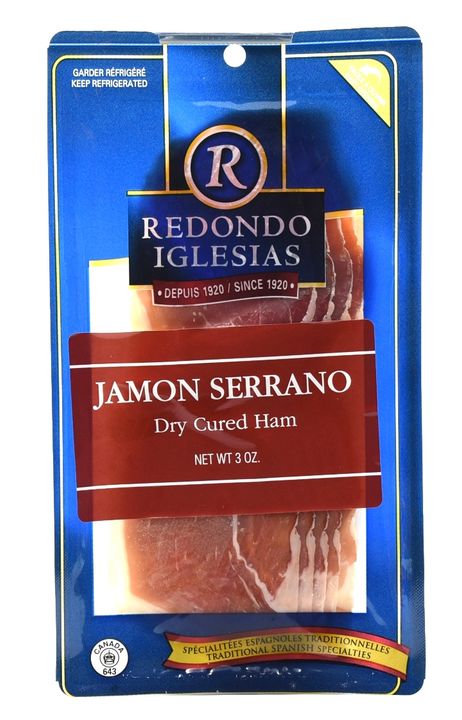 GARDER RÉFRIGÉRÉ
KEEP REFRIGERATED
R
REDONDO
IGLESIAS
• DEPUIS 1920 / SINCE 1920 •
JAMON SERRANO
Dry Cured Ham
NET WT 3 OZ.
CANADA
643
SPÉCIALITÉES ESPAGNOLES TRADITIONNELLES
TRADITIONAL SPANISH SPECIALTIES